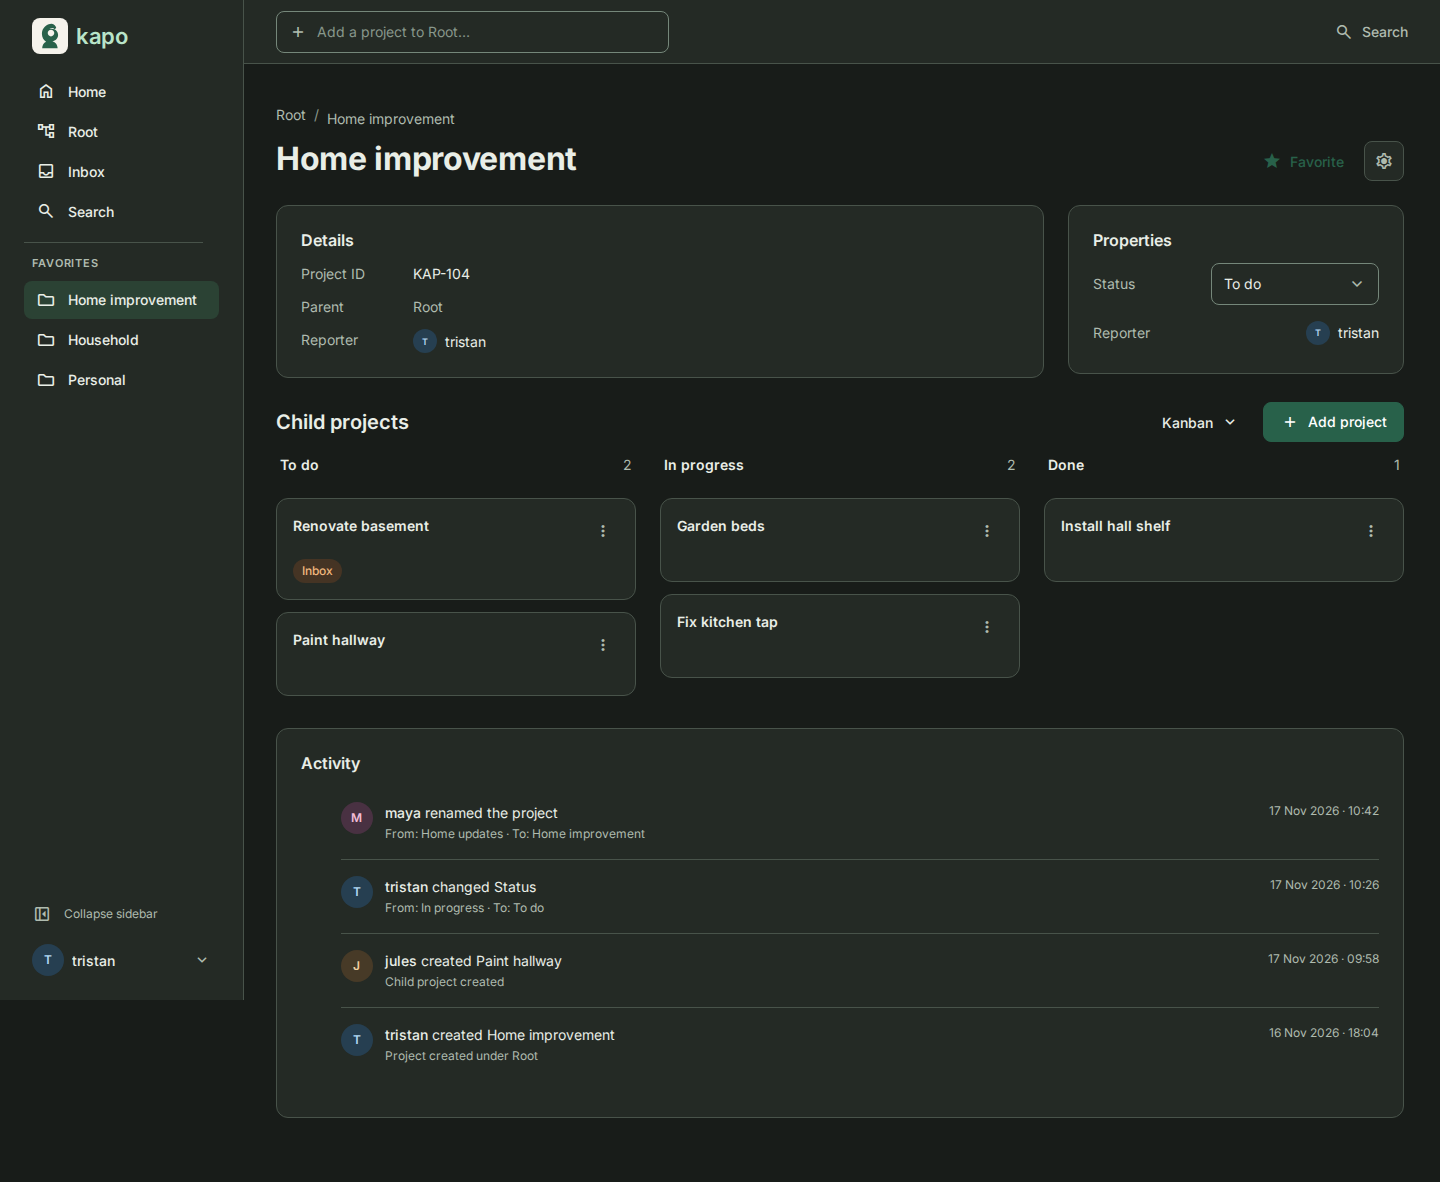 kapo
Add a project to Root...
Search
Home
Root
Inbox
Search
FAVORITES
Home improvement
Household
Personal
Collapse sidebar
T tristan
Root / Home improvement
Home improvement
Favorite
Details
Project ID KAP-104
Parent Root
Reporter T tristan
Properties
Status To do
Reporter T tristan
Child projects
Kanban
Add project
To do 2
Renovate basement
Inbox
Paint hallway
In progress 2
Garden beds
Fix kitchen tap
Done 1
Install hall shelf
Activity
M maya renamed the project 17 Nov 2026 · 10:42
From: Home updates · To: Home improvement
T tristan changed Status 17 Nov 2026 · 10:26
From: In progress · To: To do
J jules created Paint hallway 17 Nov 2026 · 09:58
Child project created
T tristan created Home improvement 16 Nov 2026 · 18:04
Project created under Root